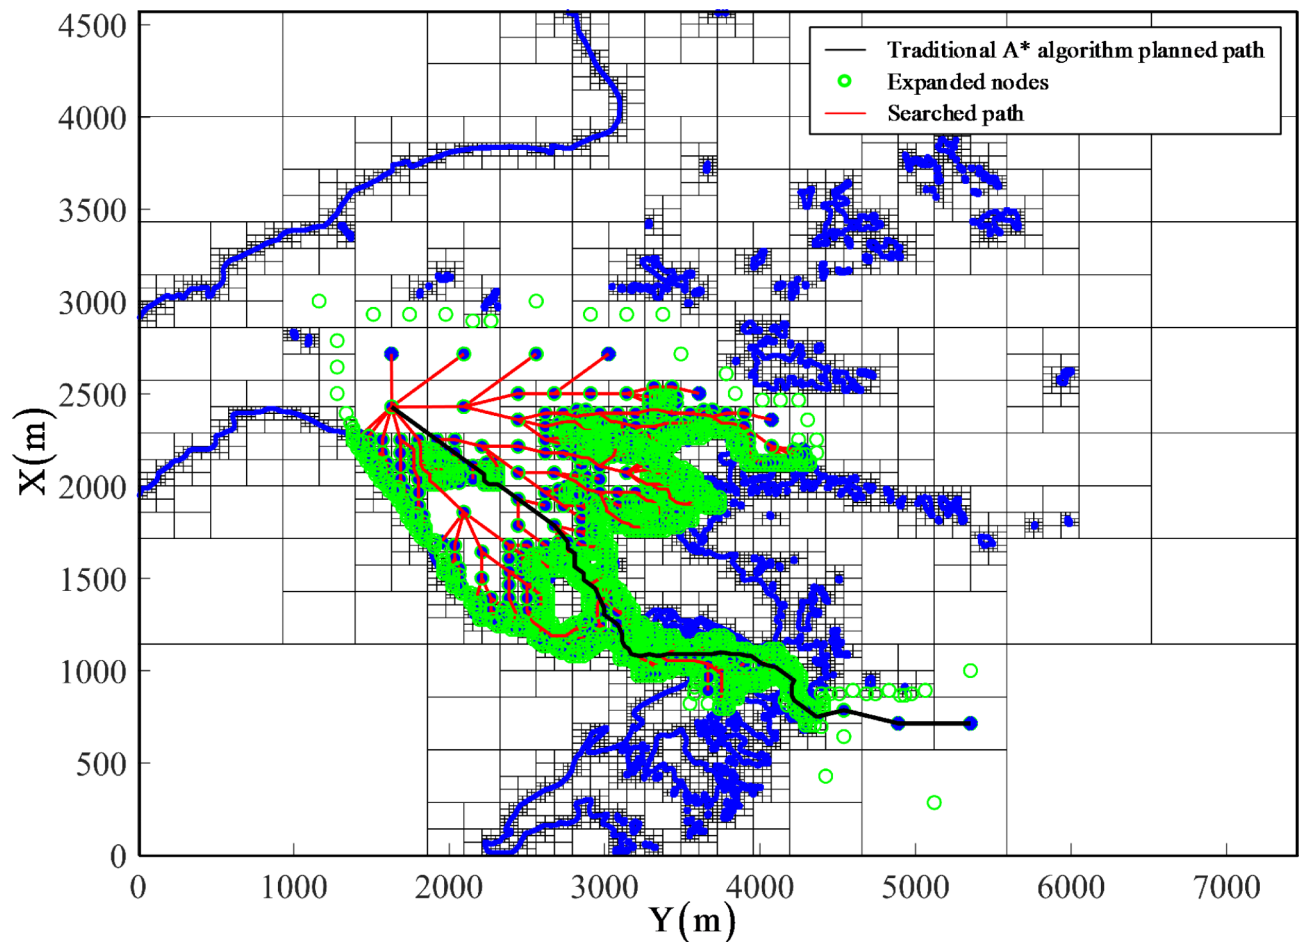 4500
4000
3500
3000
2500
2000
1500
1000
500
0
X(m)
Traditional A* algorithm planned path
Expanded nodes
Searched path
0 1000 2000 3000 4000 5000 6000 7000
Y(m)